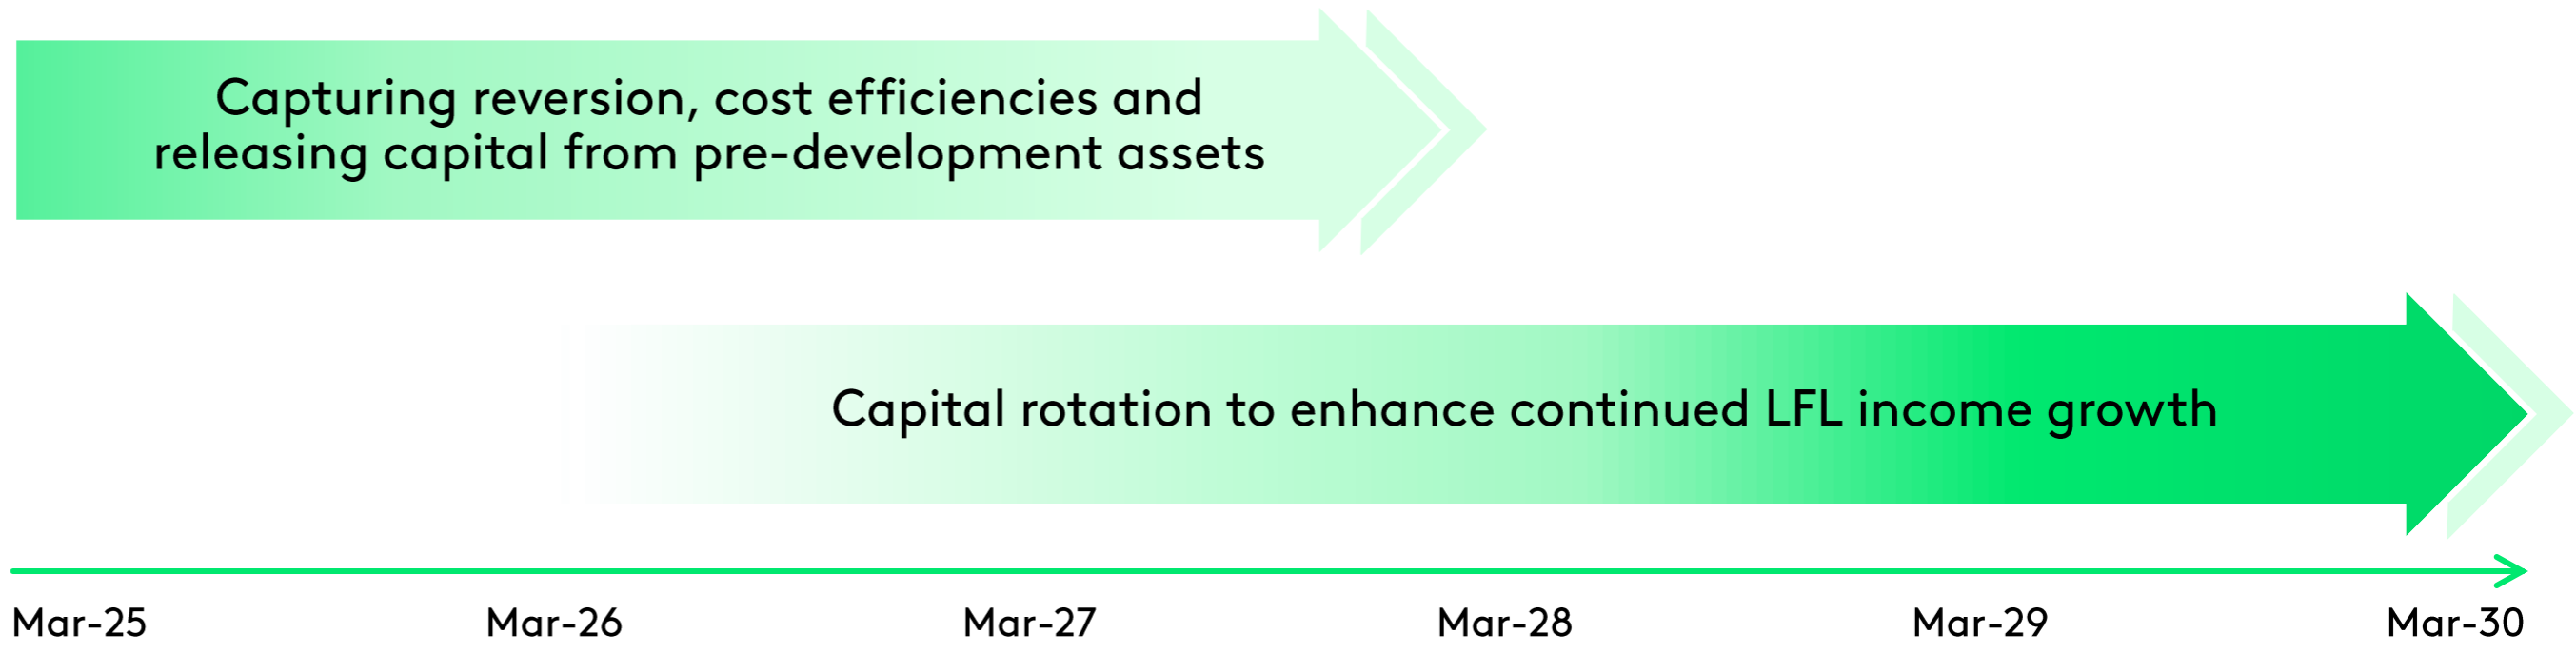 Capturing reversion, cost efficiencies and
releasing capital from pre-development assets
Capital rotation to enhance continued LFL income growth
Mar-25 Mar-26 Mar-27 Mar-28 Mar-29 Mar-30